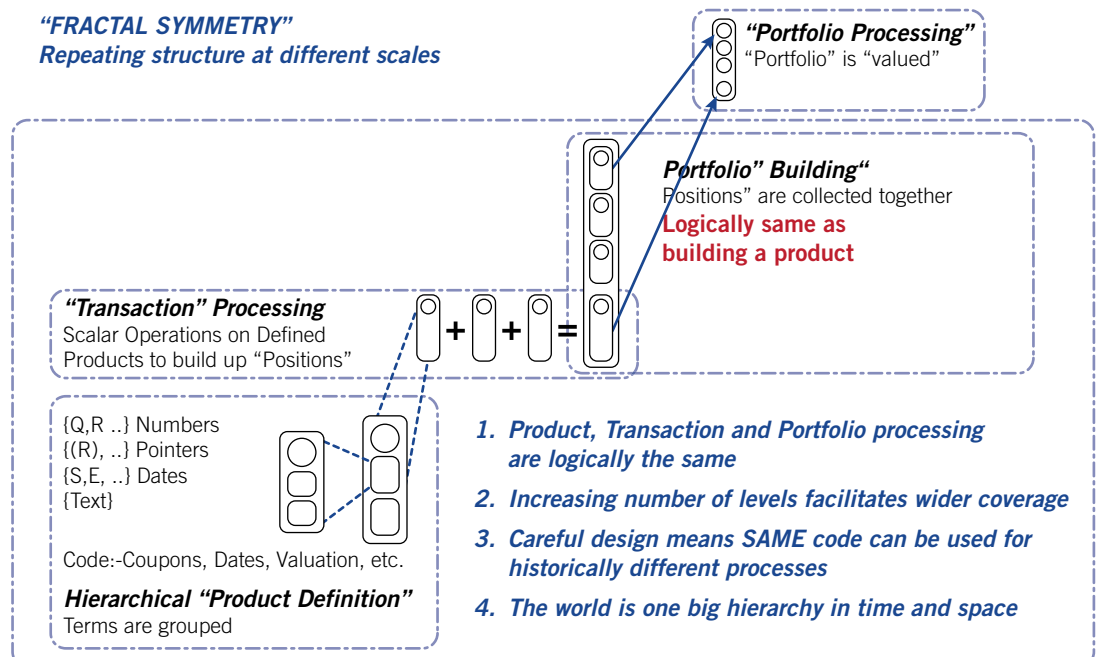 “FRACTAL SYMMETRY”
Repeating structure at different scales
“Portfolio Processing”
“Portfolio” is “valued”
Portfolio” Building“
Positions” are collected together
Logically same as
building a product
“Transaction” Processing
Scalar Operations on Defined
Products to build up “Positions”
+ + =
{Q,R ..} Numbers
{(R), ..} Pointers
{S,E, ..} Dates
{Text}
Code:-Coupons, Dates, Valuation, etc.
Hierarchical “Product Definition”
Terms are grouped
1. Product, Transaction and Portfolio processing
are logically the same
2. Increasing number of levels facilitates wider coverage
3. Careful design means SAME code can be used for
historically different processes
4. The world is one big hierarchy in time and space